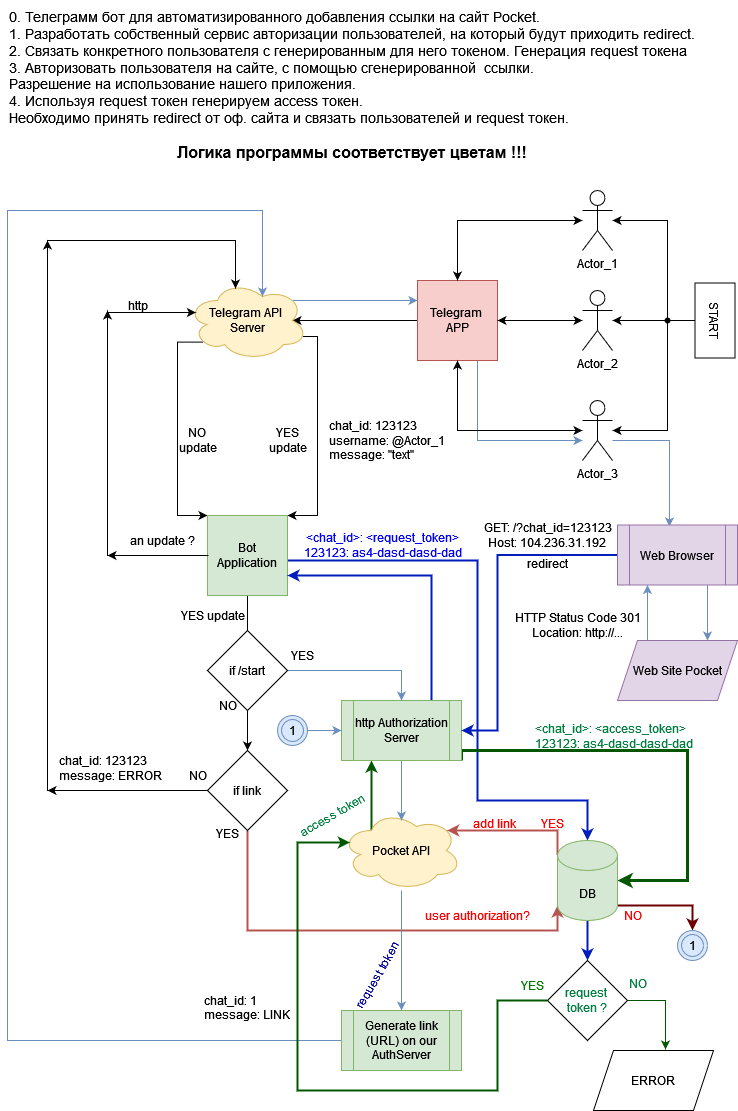 0. Телеграмм бот для автоматизированного добавления ссылки на сайт Pocket.
1. Разработать собственный сервис авторизации пользователей, на который будут приходить redirect.
2. Связать конкретного пользователя с генерированным для него токеном. Генерация request токена
3. Авторизовать пользователя на сайте, с помощью сгенерированной ссылки.
Разрешение на использование нашего приложения.
4. Используя request токен генерируем access токен.
Необходимо принять redirect от оф. сайта и связать пользователей и request токен.
Логика программы соответствует цветам !!!
Actor_1
http
Telegram API
Server
Telegram
APP
START
Actor_2
NO
update
YES
update
chat_id: 123123
username: @Actor_1
message: "text"
Actor_3
an update ?
Bot
Application
<chat_id>: <request_token>
123123: as4-dasd-dasd-dad
GET: /?chat_id=123123
Host: 104.236.31.192
redirect
Web Browser
YES update
HTTP Status Code 301
Location: http://...
if /start
YES
Web Site Pocket
NO
1
http Authorization
Server
<chat_id>: <access_token>
123123: as4-dasd-dasd-dad
chat_id: 123123
message: ERROR
NO
if link
YES
access token
add link
YES
Pocket API
DB
user authorization?
NO
1
request token
chat_id: 1
message: LINK
YES
request
token ?
NO
Generate link
(URL) on our
AuthServer
ERROR